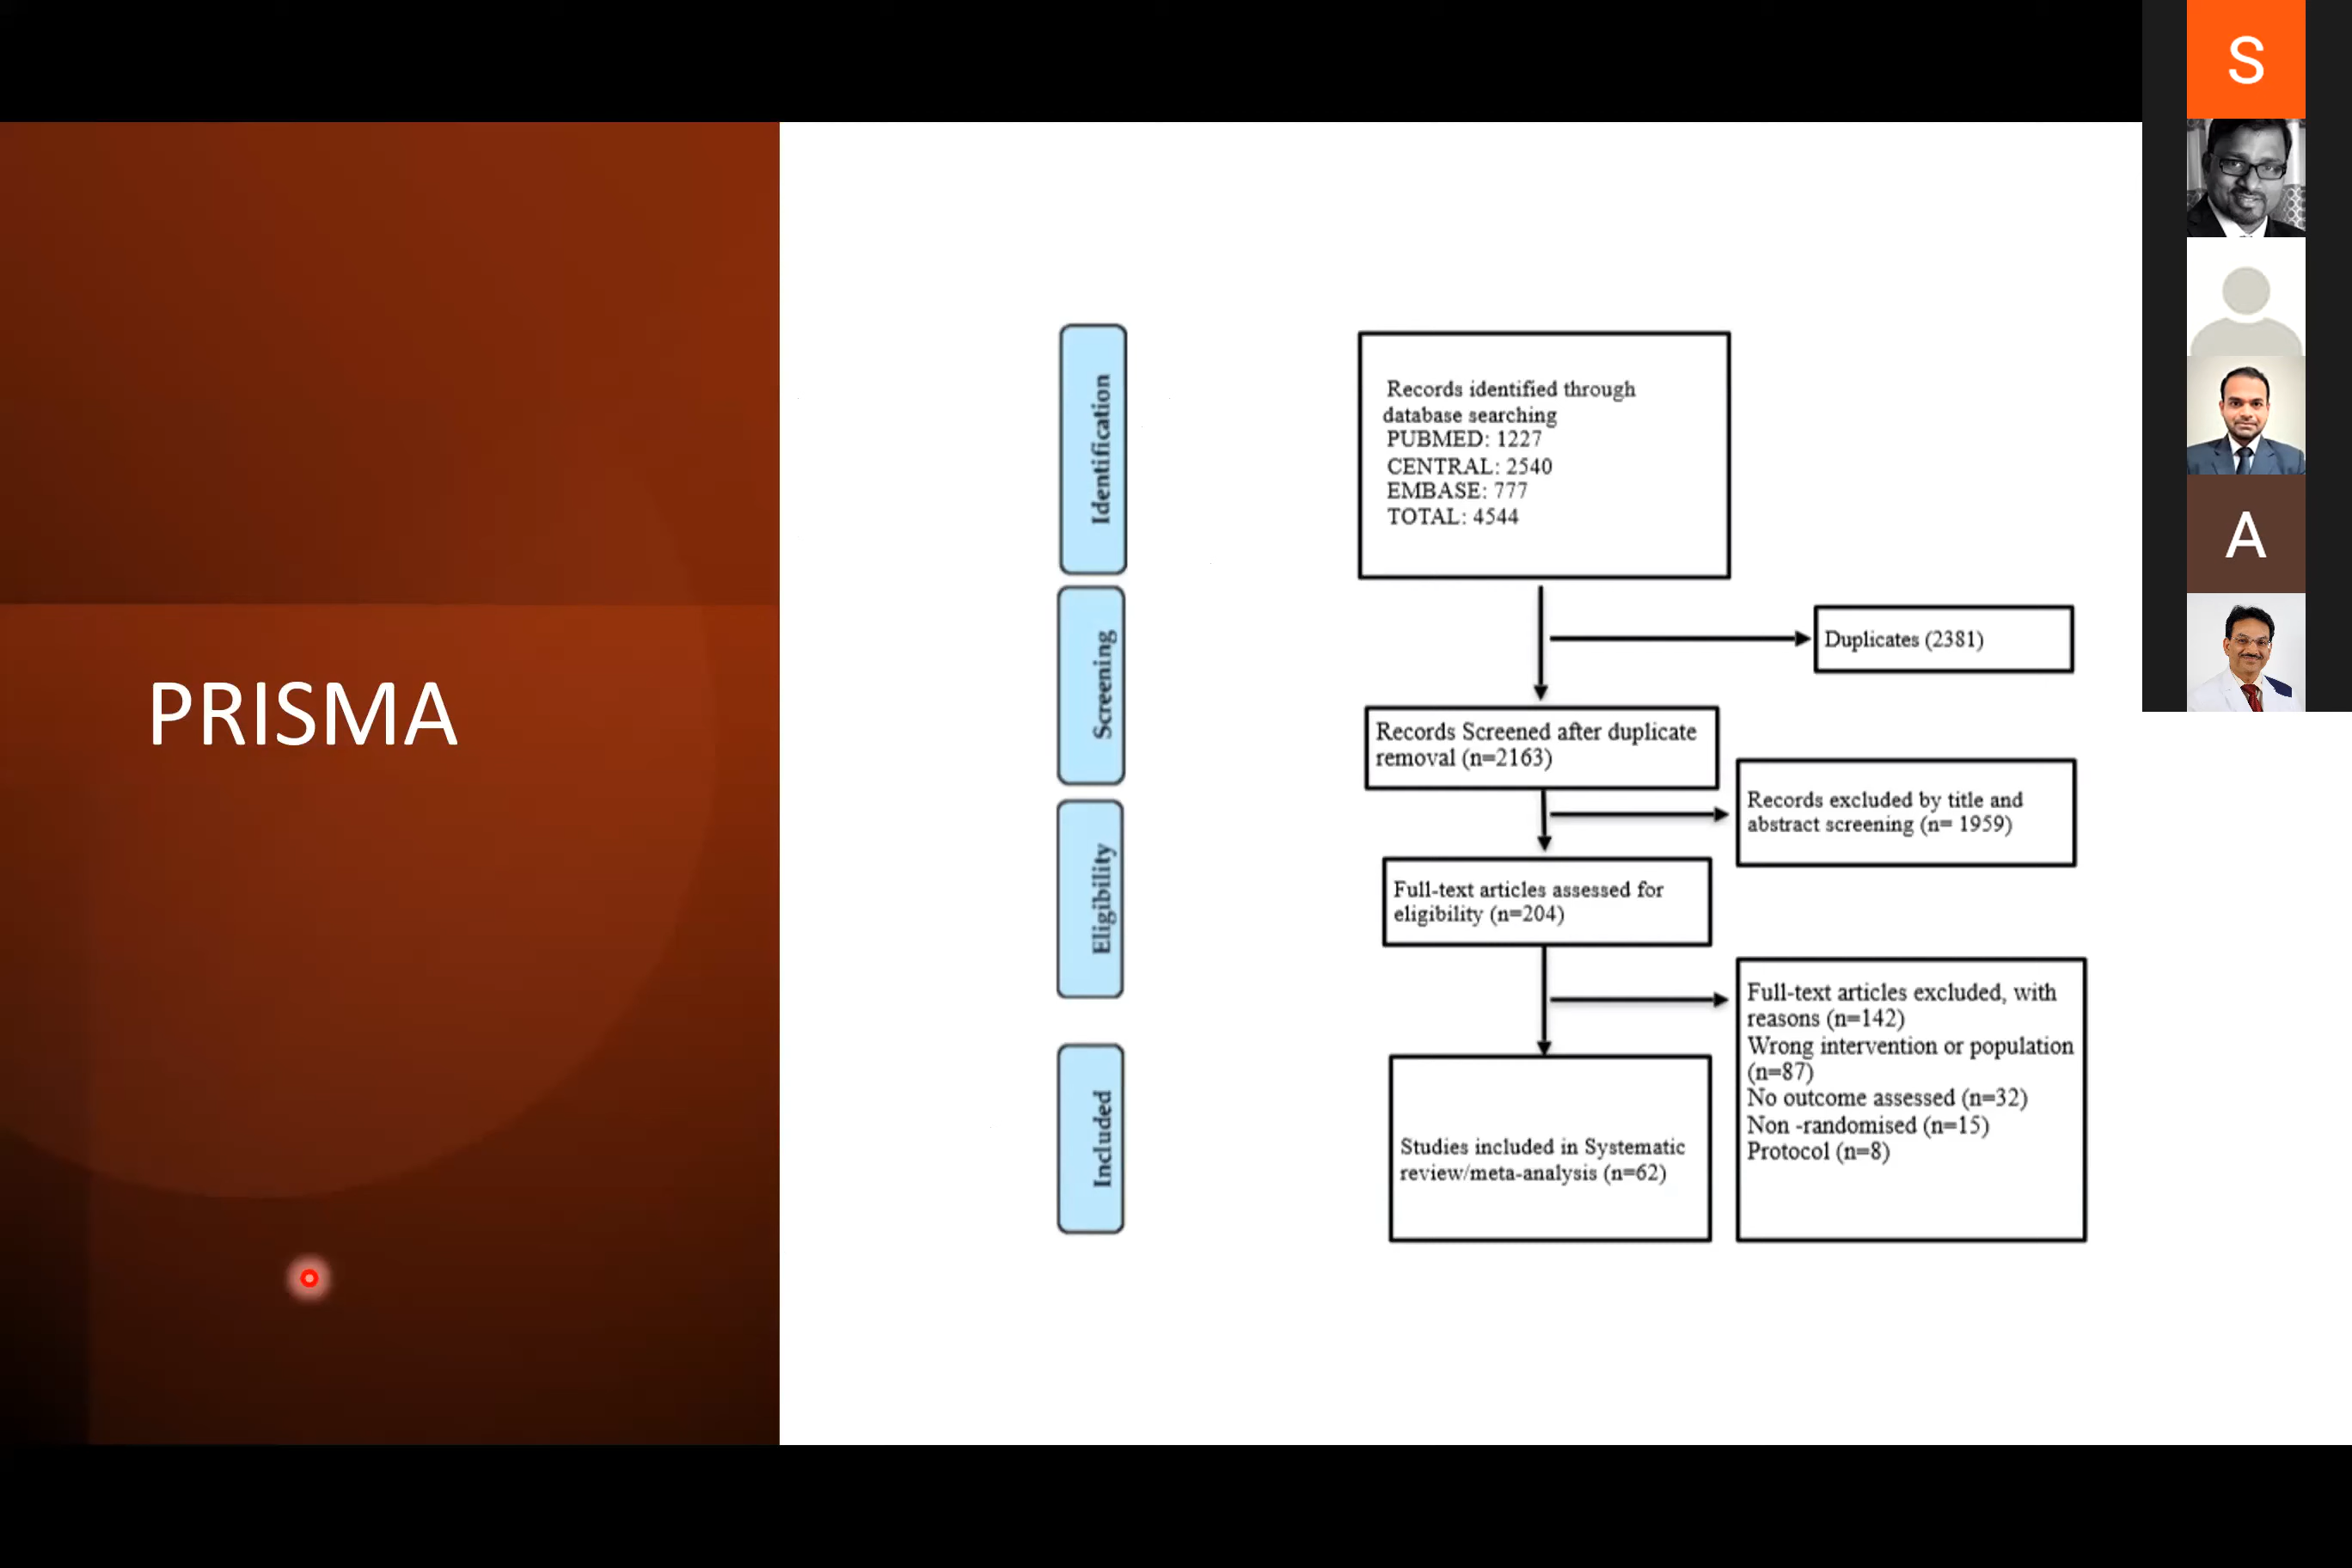 PRISMA
Identification
Records identified through
database searching
PUBMED: 1227
CENTRAL: 2540
EMBASE: 777
TOTAL: 4544
Screening
Duplicates (2381)
Records Screened after duplicate
removal (n=2163)
Records excluded by title and
abstract screening (n= 1959)
Eligibility
Full-text articles assessed for
eligibility (n=204)
Full-text articles excluded, with
reasons (n=142)
Wrong intervention or population
(n=87)
No outcome assessed (n=32)
Non -randomised (n=15)
Protocol (n=8)
Included
Studies included in Systematic
review/meta-analysis (n=62)
S
A